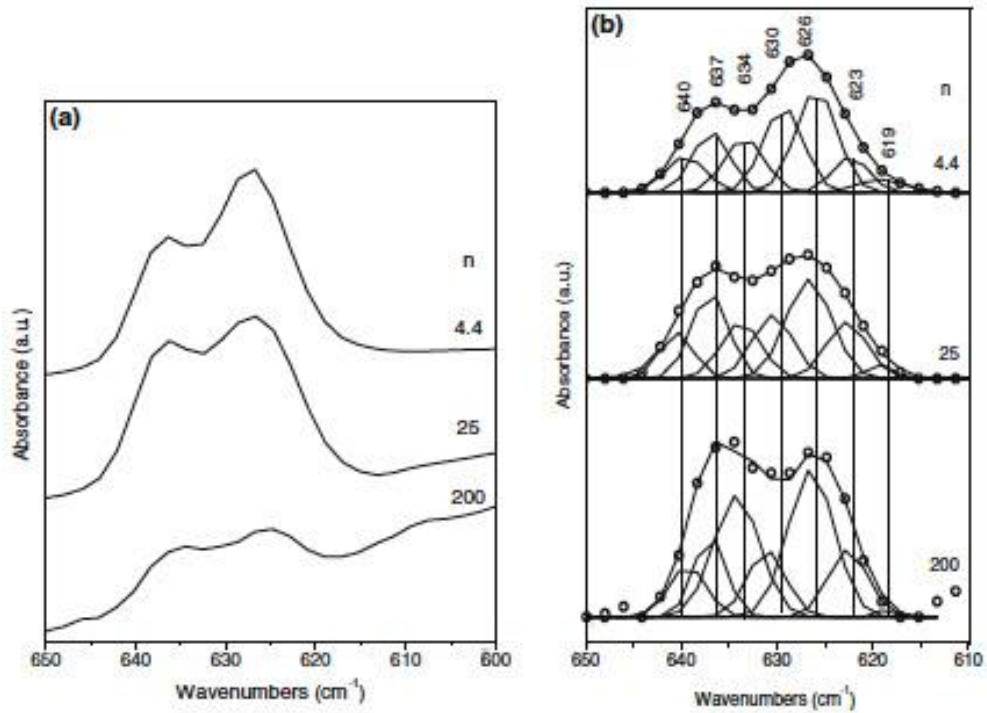 (a)
n
4.4
25
200
Absorbance (a.u.)
650 640 630 620 610 600
Wavenumbers (cm-1)
(b)
640
637
634
630
626
623
619
n
4.4
25
200
Absorbance (a.u.)
650 640 630 620 610
Wavenumbers (cm-1)